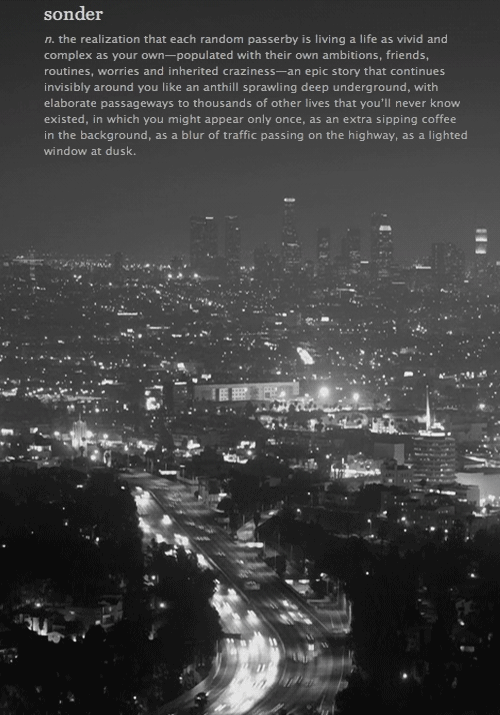 sonder
n. the realization that each random passerby is living a life as vivid and
complex as your own—populated with their own ambitions, friends,
routines, worries and inherited craziness—an epic story that continues
invisibly around you like an anthill sprawling deep underground, with
elaborate passageways to thousands of other lives that you'll never know
existed, in which you might appear only once, as an extra sipping coffee
in the background, as a blur of traffic passing on the highway, as a lighted
window at dusk.